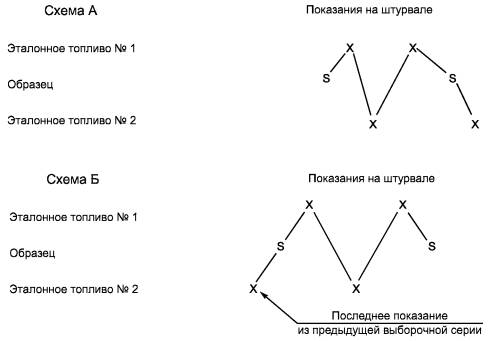 Схема А
Показания на штурвале
Эталонное топливо № 1
X X
Образец
S S
Эталонное топливо № 2
X X
Схема Б
Показания на штурвале
Эталонное топливо № 1
X X
Образец
S S
Эталонное топливо № 2
X X
Последнее показание
из предыдущей выборочной серии